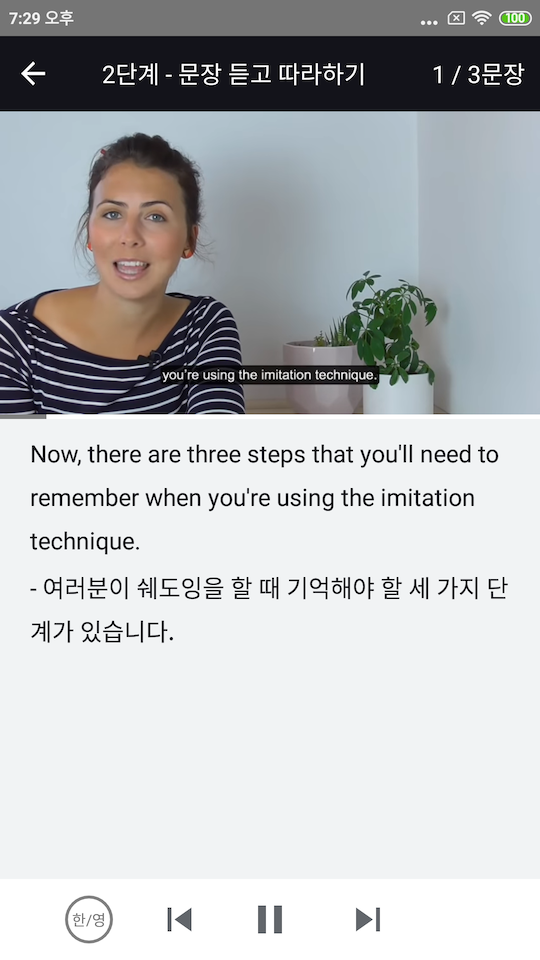 7:29 오후
100
2단계 - 문장 듣고 따라하기
1 / 3문장
you're using the imitation technique.
Now, there are three steps that you'll need to
remember when you're using the imitation
technique.
- 여러분이 쉐도잉을 할 때 기억해야 할 세 가지 단
계가 있습니다.
한/영